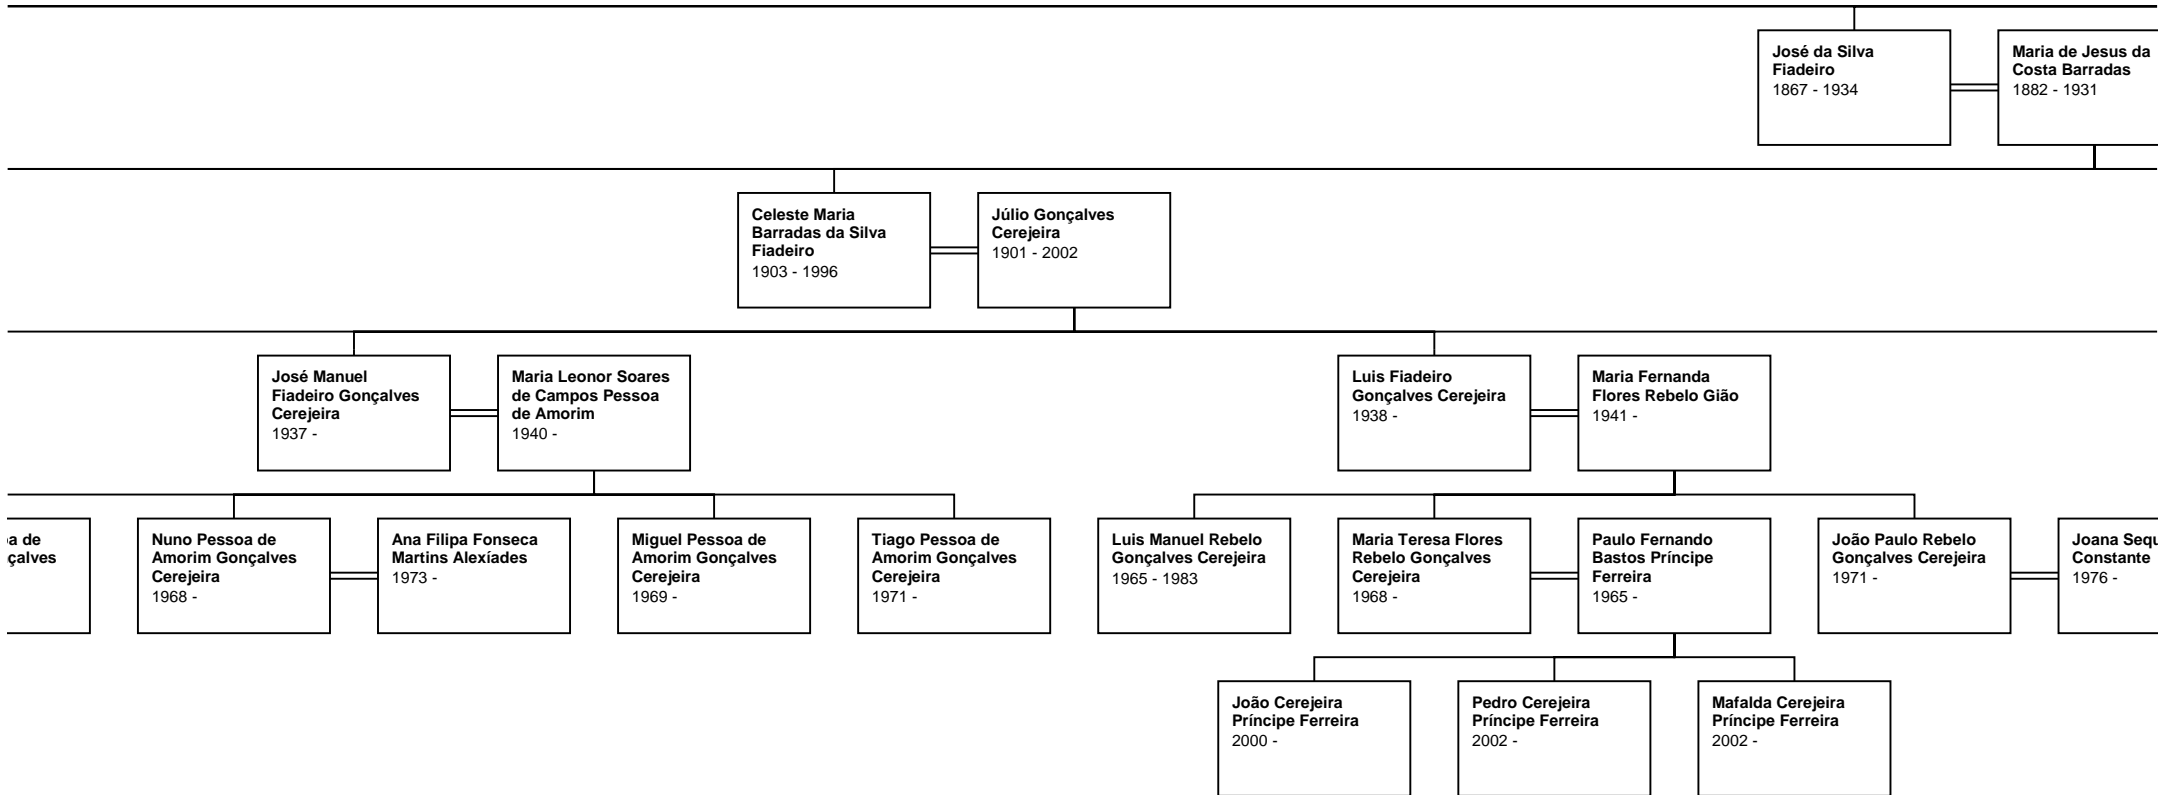 José da Silva
Fiadeiro
1867 - 1934
Maria de Jesus da
Costa Barradas
1882 - 1931
Celeste Maria
Barradas da Silva
Fiadeiro
1903 - 1996
Júlio Gonçalves
Cerejeira
1901 - 2002
José Manuel
Fiadeiro Gonçalves
Cerejeira
1937 -
Maria Leonor Soares
de Campos Pessoa
de Amorim
1940 -
Luis Fiadeiro
Gonçalves Cerejeira
1938 -
Maria Fernanda
Flores Rebelo Gião
1941 -
de
Nuno Pessoa de
Amorim Gonçalves
Cerejeira
1968 -
Ana Filipa Fonseca
Martins Alexíades
1973 -
Miguel Pessoa de
Amorim Gonçalves
Cerejeira
1969 -
Tiago Pessoa de
Amorim Gonçalves
Cerejeira
1971 -
Luis Manuel Rebelo
Gonçalves Cerejeira
1965 - 1983
Maria Teresa Flores
Rebelo Gonçalves
Cerejeira
1968 -
Paulo Fernando
Bastos Príncipe
Ferreira
1965 -
João Paulo Rebelo
Gonçalves Cerejeira
1971 -
Joana
Constante
1976 -
João Cerejeira
Príncipe Ferreira
2000 -
Pedro Cerejeira
Príncipe Ferreira
2002 -
Mafalda Cerejeira
Príncipe Ferreira
2002 -